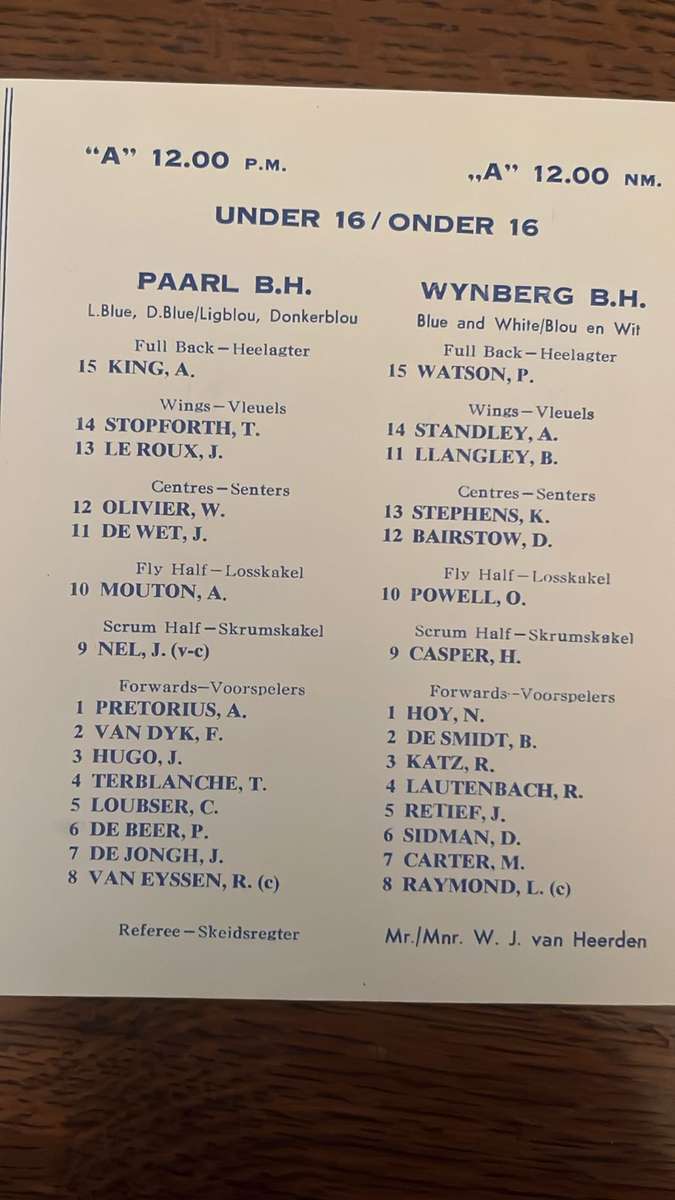 “A” 12.00 P.M.
„A” 12.00 NM.
UNDER 16 / ONDER 16
PAARL B.H.
L.Blue, D.Blue/Ligblou, Donkerblou
Full Back—Heelagter
15 KING, A.
Wings—Vleuels
14 STOPFORTH, T.
13 LE ROUX, J.
Centres—Senters
12 OLIVIER, W.
11 DE WET, J.
Fly Half—Losskakel
10 MOUTON, A.
Scrum Half—Skrumskakel
9 NEL, J. (v-c)
Forwards—Voorspelers
1 PRETORIUS, A.
2 VAN DYK, F.
3 HUGO, J.
4 TERBLANCHE, T.
5 LOUBSER, C.
6 DE BEER, P.
7 DE JONGH, J.
8 VAN EYSSEN, R. (c)
WYNBERG B.H.
Blue and White/Blou en Wit
Full Back—Heelagter
15 WATSON, P.
Wings—Vleuels
14 STANDLEY, A.
11 LLANGLEY, B.
Centres—Senters
13 STEPHENS, K.
12 BAIRSTOW, D.
Fly Half—Losskakel
10 POWELL, O.
Scrum Half—Skrumskakel
9 CASPER, H.
Forwards—Voorspelers
1 HOY, N.
2 DE SMIDT, B.
3 KATZ, R.
4 LAUTENBACH, R.
5 RETIEF, J.
6 SIDMAN, D.
7 CARTER, M.
8 RAYMOND, L. (c)
Referee—Skeidsregter
Mr./Mnr. W. J. van Heerden